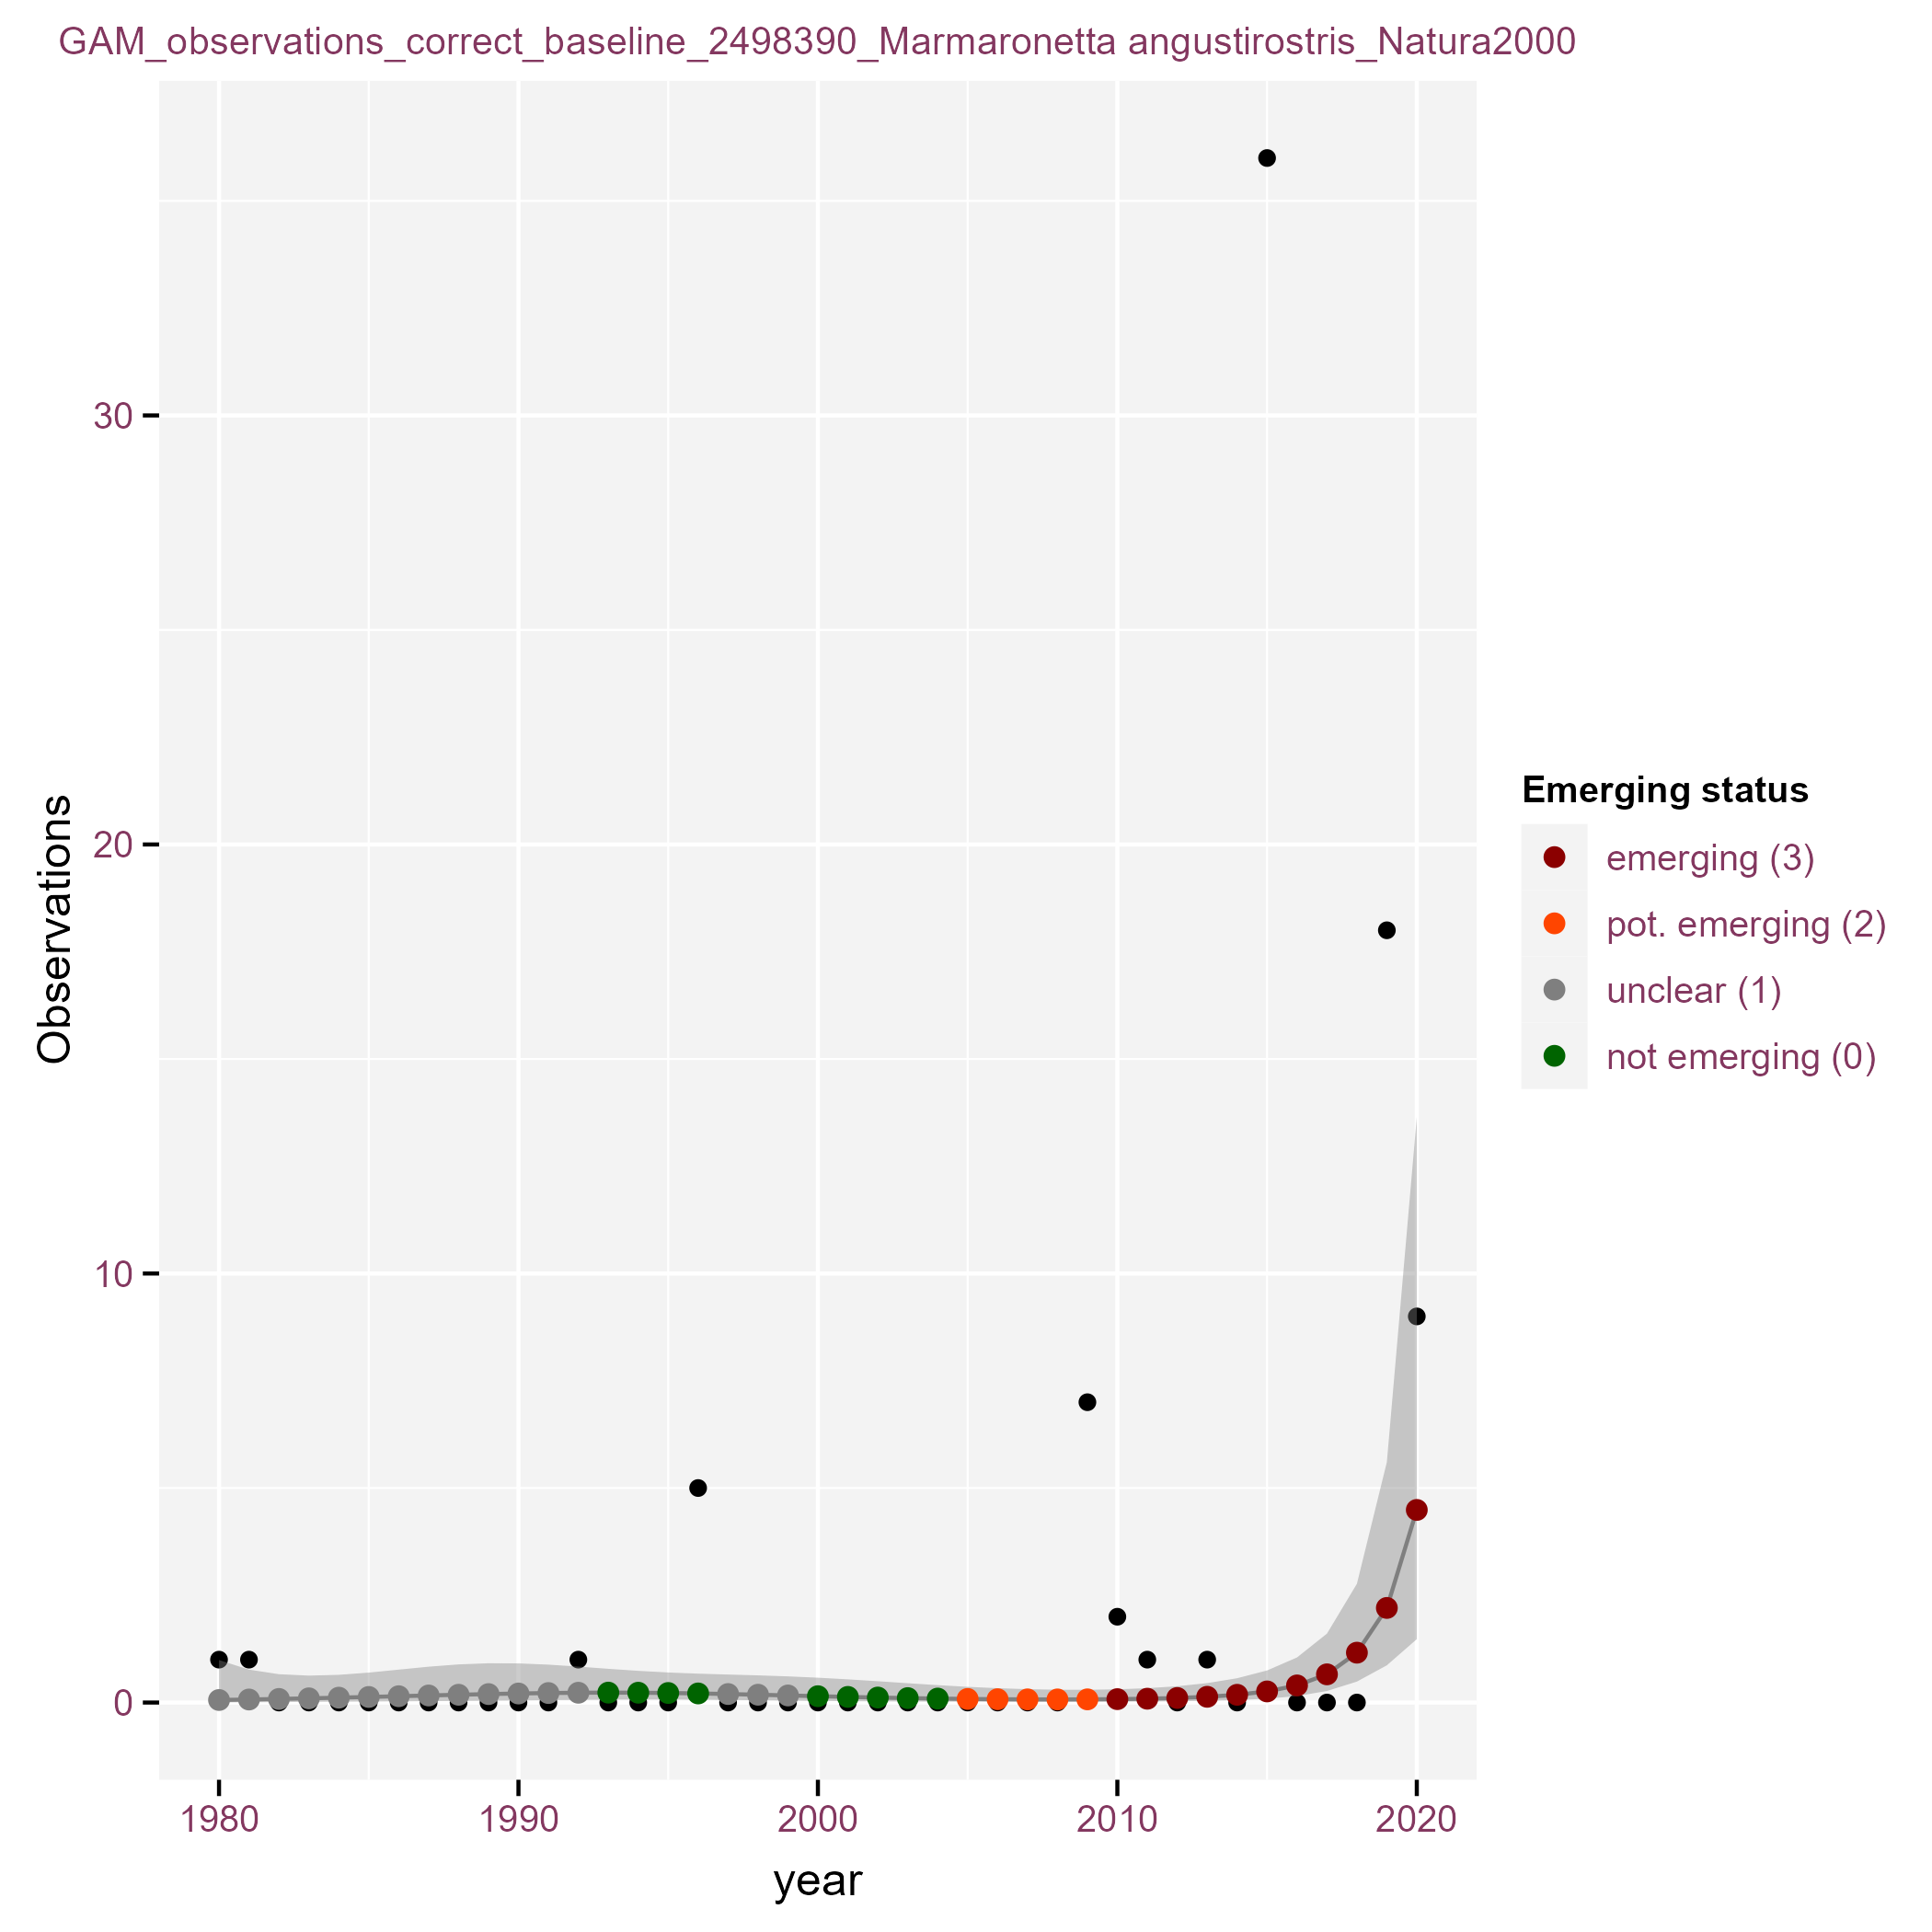 GAM_observations_correct_baseline_2498390_Marmaronetta angustirostris_Natura2000
Observations
30
20
10
0
1980 1990 2000 2010 2020
year
Emerging status
emerging (3)
pot. emerging (2)
unclear (1)
not emerging (0)